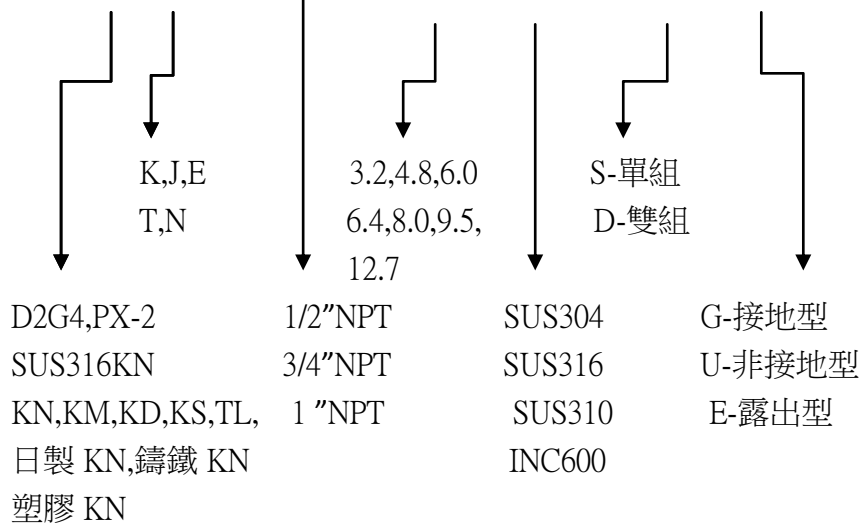 K,J,E 3.2,4.8,6.0 S-單組
T,N 6.4,8.0,9.5, D-雙組
12.7
D2G4,PX-2 1/2"NPT SUS304 G-接地型
SUS316KN 3/4"NPT SUS316 U-非接地型
KN,KM,KD,KS,TL, 1 "NPT SUS310 E-露出型
日製 KN,鑄鐵 KN INC600
塑膠 KN